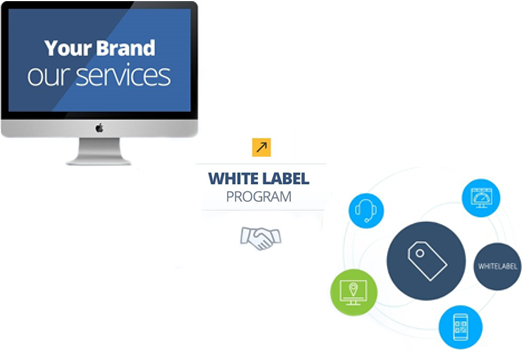 Your Brand
our services
WHITE LABEL
PROGRAM
WHITELABEL